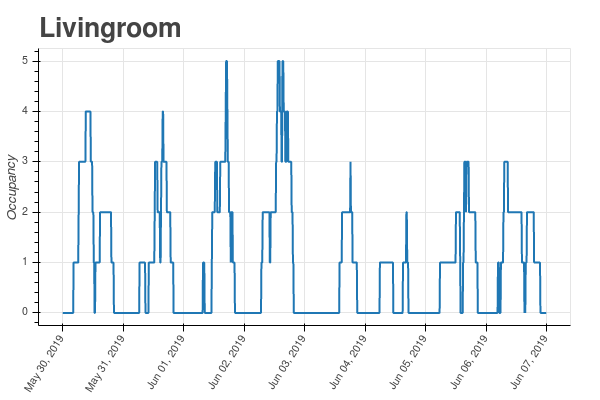 Livingroom
Occupancy
5
4
3
2
1
0
May 30, 2019
May 31, 2019
Jun 01, 2019
Jun 02, 2019
Jun 03, 2019
Jun 04, 2019
Jun 05, 2019
Jun 06, 2019
Jun 07, 2019